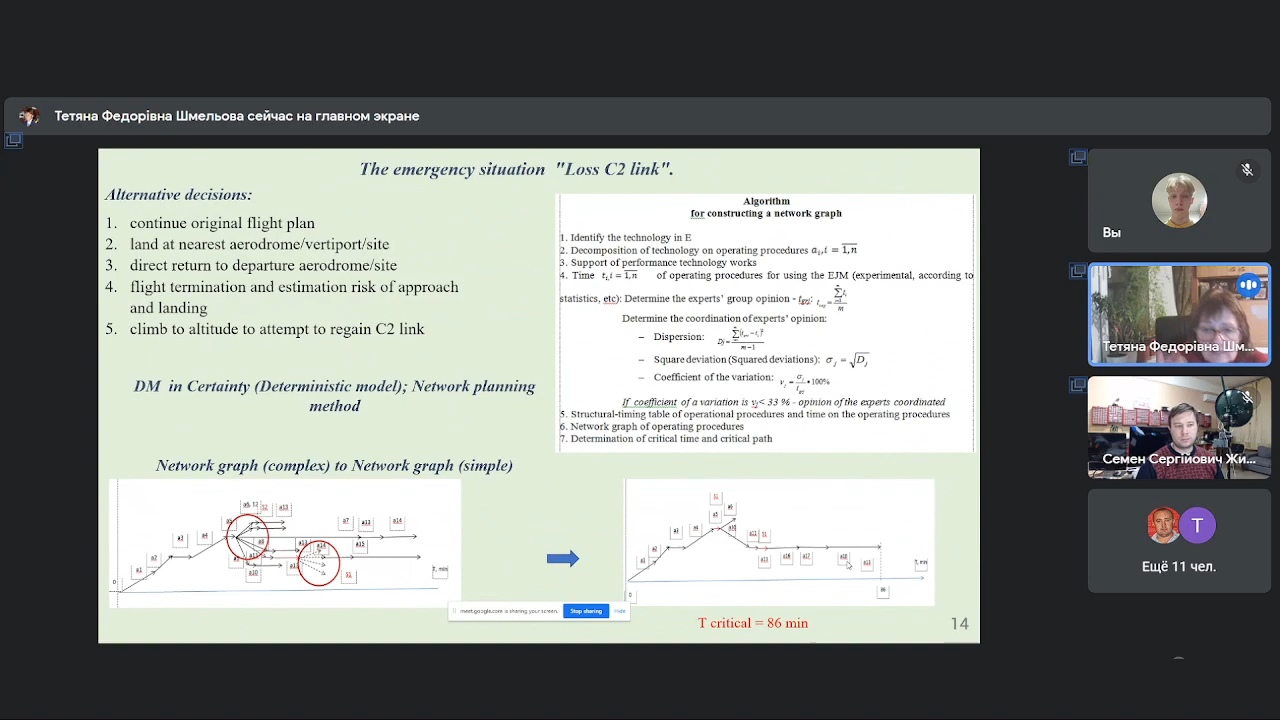 Тетяна Федорівна Шмельова сейчас на главном экране
The emergency situation "Loss C2 link".
Alternative decisions:
1. continue original flight plan
2. land at nearest aerodrome/vertiport/site
3. direct return to departure aerodrome/site
4. flight termination and estimation risk of approach
and landing
5. climb to altitude to attempt to regain C2 link
DM in Certainty (Deterministic model); Network planning
method
Network graph (complex) to Network graph (simple)
Algorithm
for constructing a network graph
1. Identify the technology in E
2. Decomposition of technology on operating procedures
3. Support of performance technology works
4. Time of operating procedures for using the EJM (experimental, according to
statistics, etc): Determine the experts' group opinion -
Determine the coordination of experts' opinion:
– Dispersion:
– Square deviation (Squared deviations):
– Coefficient of the variation:
If coefficient of a variation is vj< 33 % - opinion of the experts coordinated
5. Structural-timing table of operational procedures and time on the operating procedures
6. Network graph of operating procedures
7. Determination of critical time and critical path
T critical = 86 min
14
meet.google.com is sharing your screen.
Stop sharing
Hide
Вы
Тетяна Федорівна Шм...
Семен Сергійович Жи...
T
Ещё 11 чел.